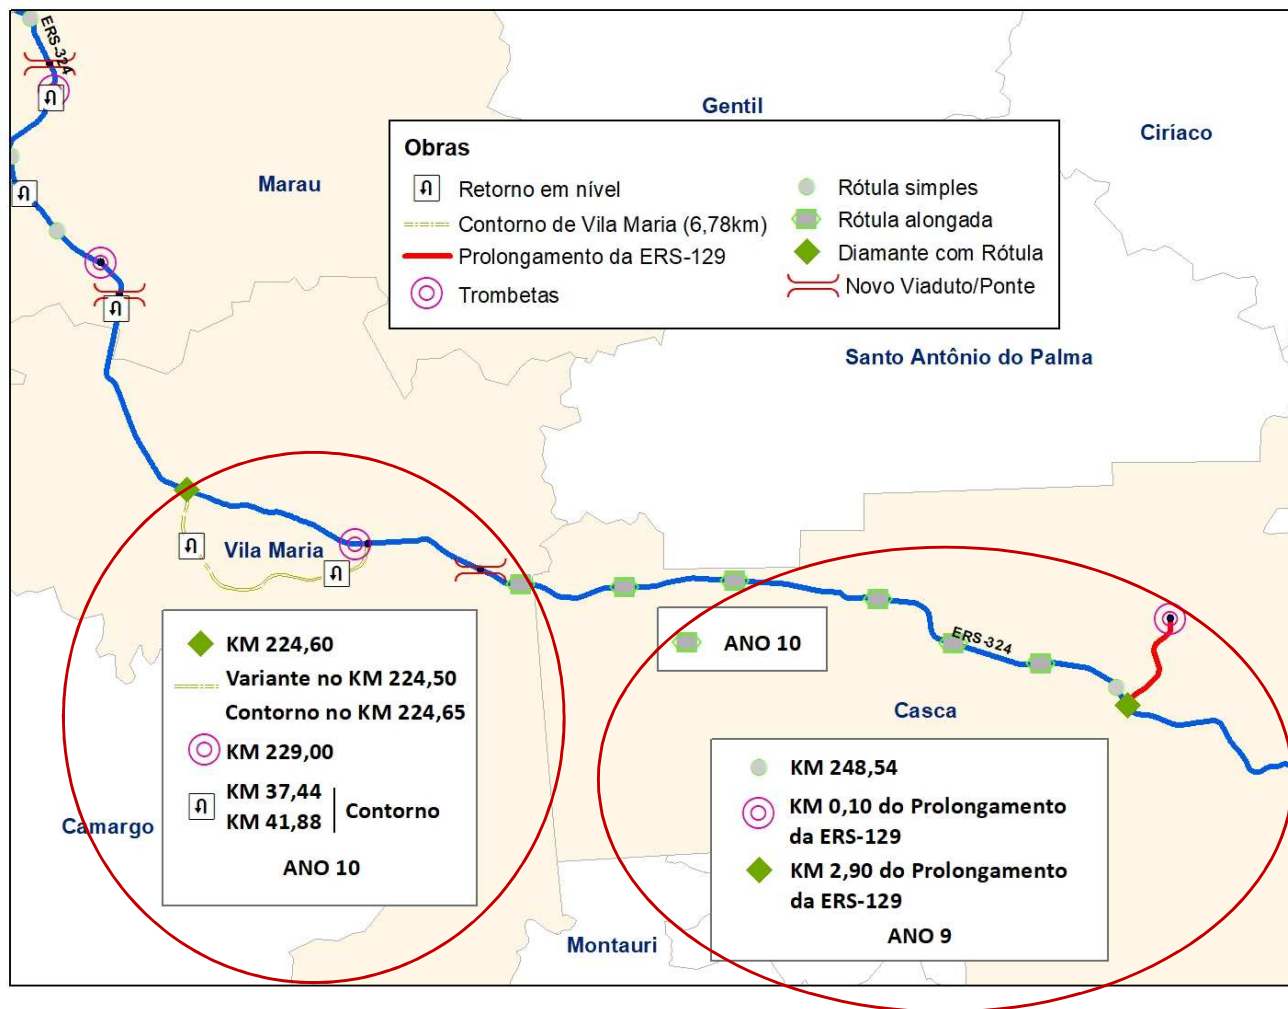 ERS-324
Gentil
Ciríaco
Marau
Obras
Retorno em nível
Contorno de Vila Maria (6,78km)
Prolongamento da ERS-129
Trombetas
Rótula simples
Rótula alongada
Diamante com Rótula
Novo Viaduto/Ponte
Santo Antônio do Palma
Vila Maria
KM 224,60
Variante no KM 224,50
Contorno no KM 224,65
KM 229,00
KM 37,44
KM 41,88
Contorno
ANO 10
Camargo
ANO 10
ERS-324
Casca
KM 248,54
KM 0,10 do Prolongamento
da ERS-129
KM 2,90 do Prolongamento
da ERS-129
ANO 9
Montauri